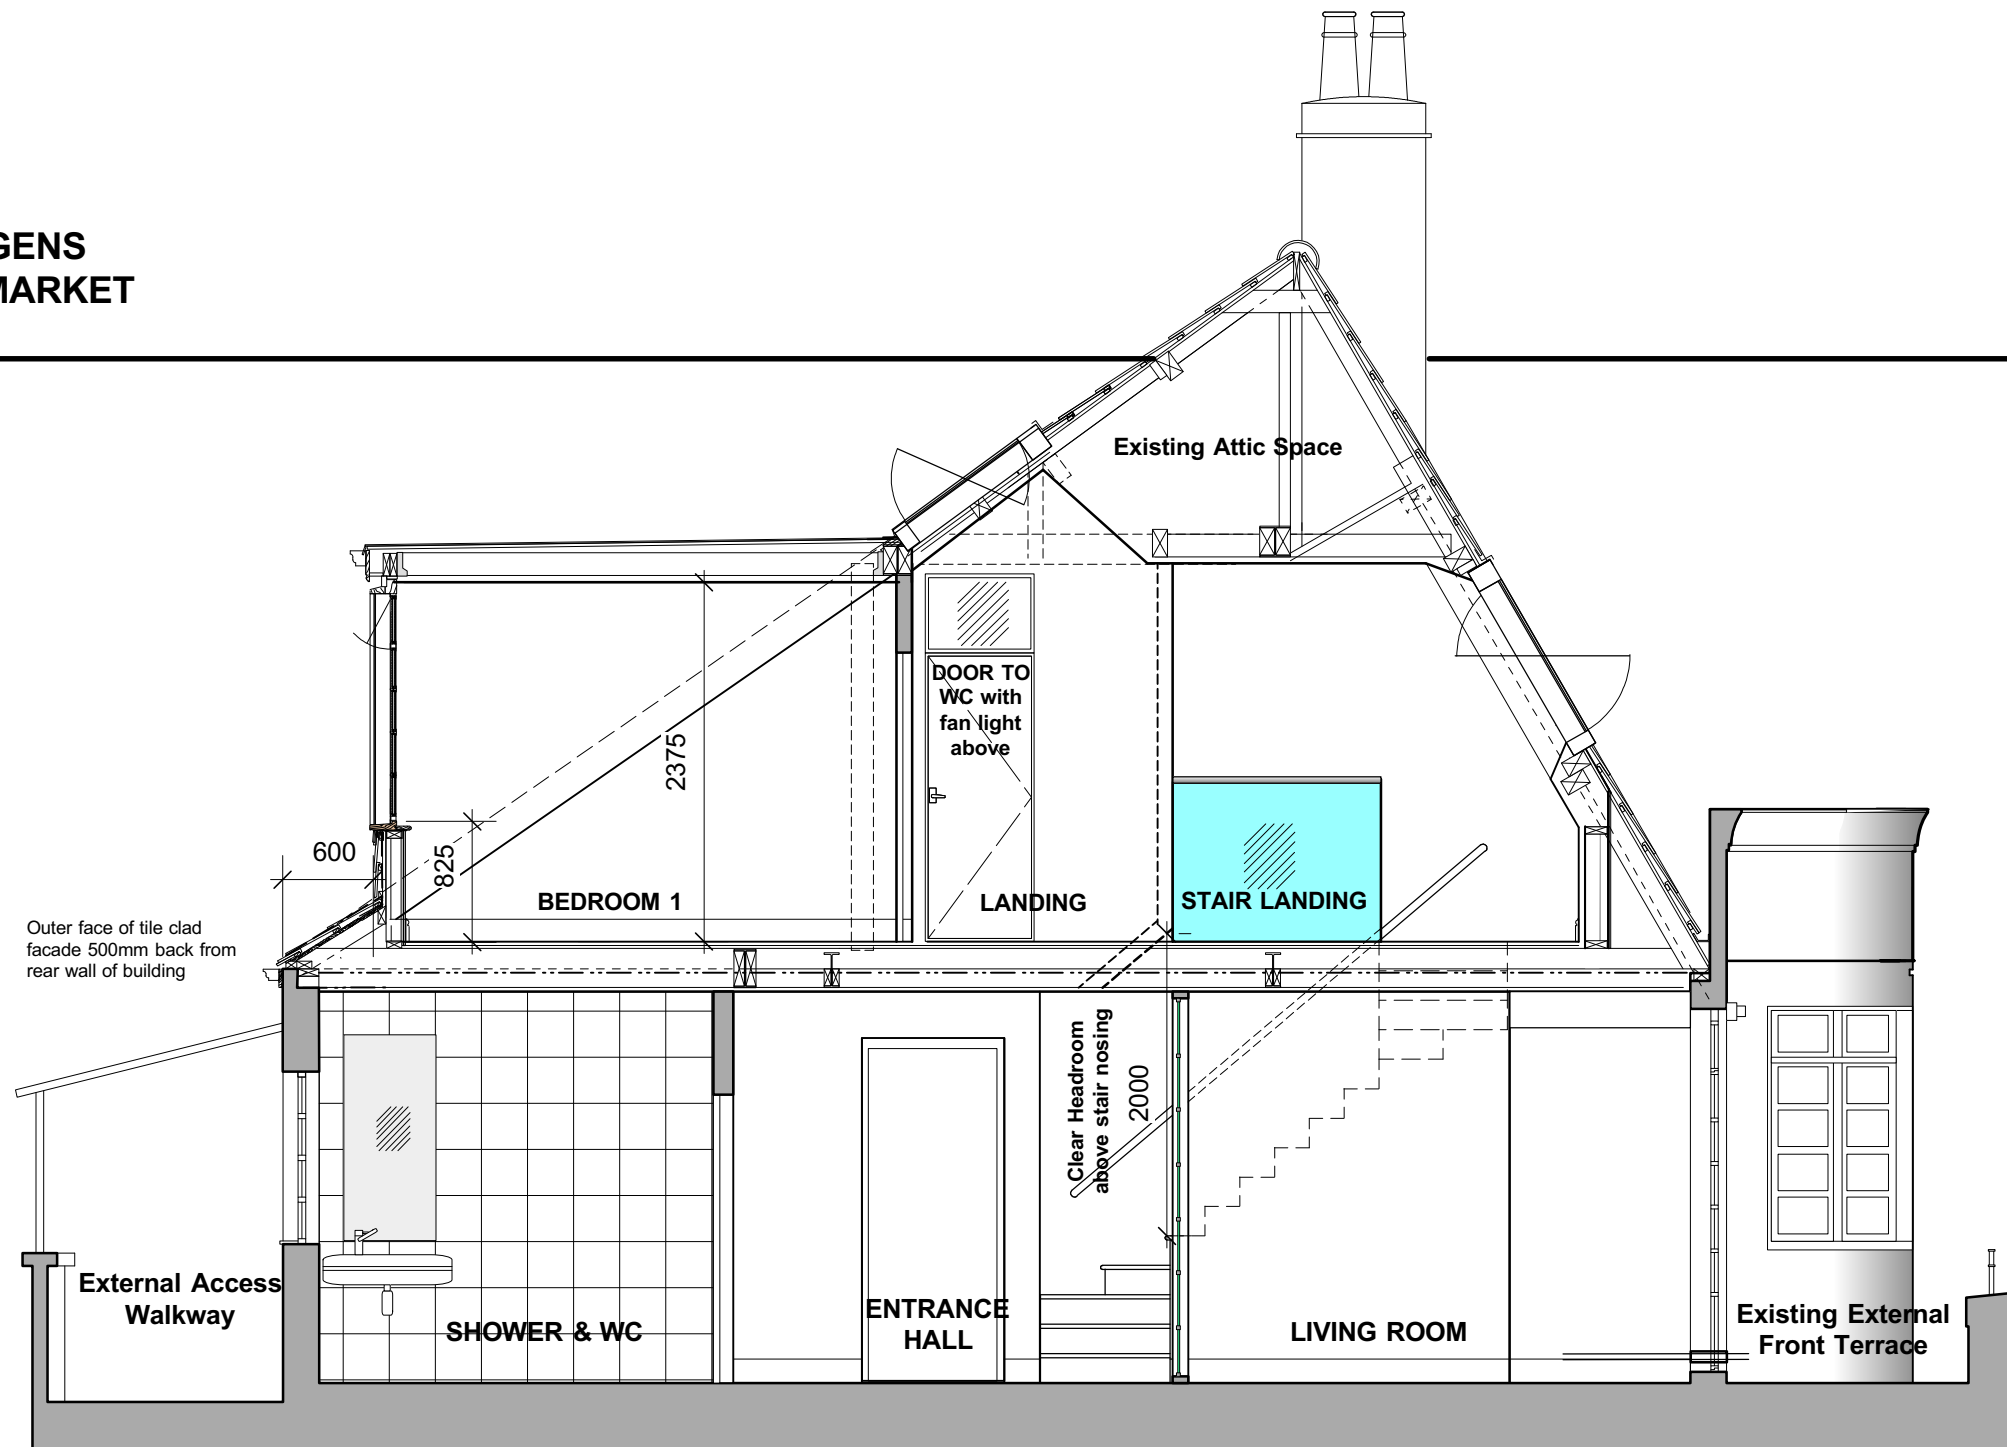 GENS
MARKET
Existing Attic Space
DOOR TO
WC with
fan light
above
2375
600
825
BEDROOM 1
LANDING
STAIR LANDING
Outer face of tile clad
facade 500mm back from
rear wall of building
Clear Headroom
above stair nosing
2000
External Access
Walkway
SHOWER & WC
ENTRANCE
HALL
LIVING ROOM
Existing External
Front Terrace